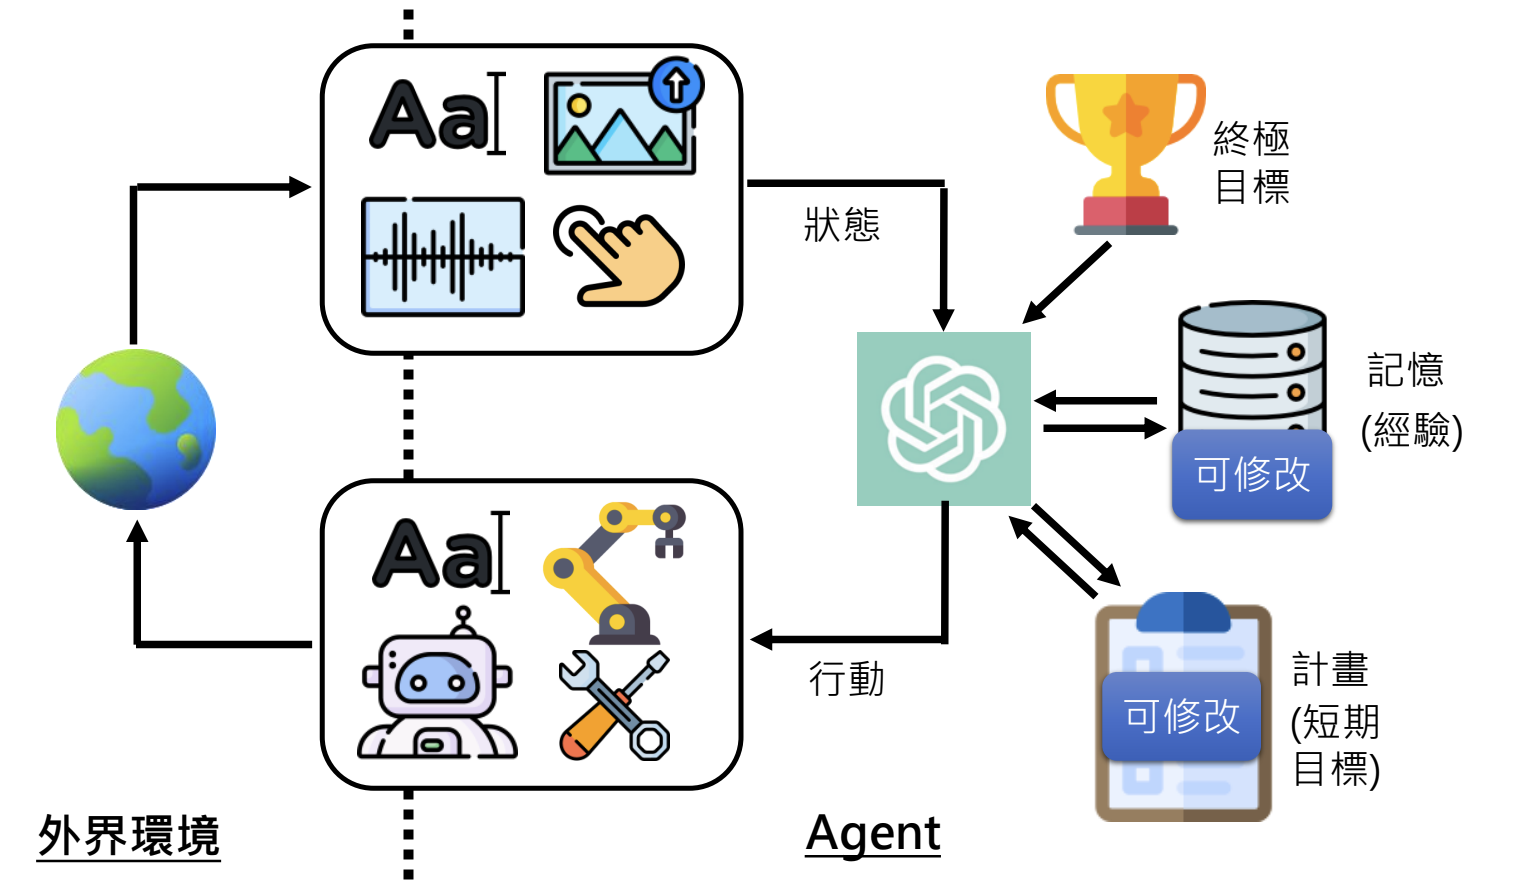 Aa
狀態
終極
目標
記憶
(經驗)
可修改
Aa
行動
計畫
(短期
目標)
可修改
外界環境
Agent